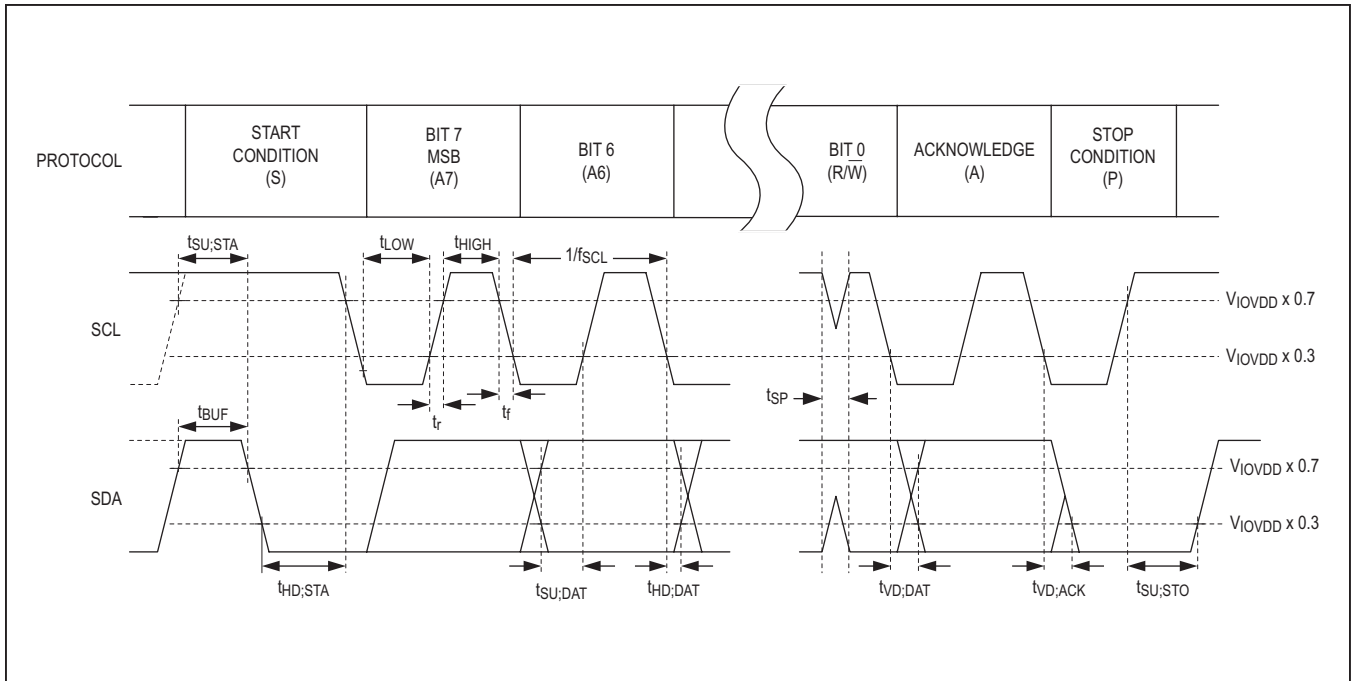 PROTOCOL
START
CONDITION
(S)
BIT 7
MSB
(A7)
BIT 6
(A6)
BIT 0
(R/W̅)
ACKNOWLEDGE
(A)
STOP
CONDITION
(P)
tSU;STA
tLOW
tHIGH
1/fSCL
SCL
VIOVDD x 0.7
VIOVDD x 0.3
tr
tf
tSP
tBUF
SDA
VIOVDD x 0.7
VIOVDD x 0.3
tHD;STA
tSU;DAT
tHD;DAT
tVD;DAT
tVD;ACK
tSU;STO